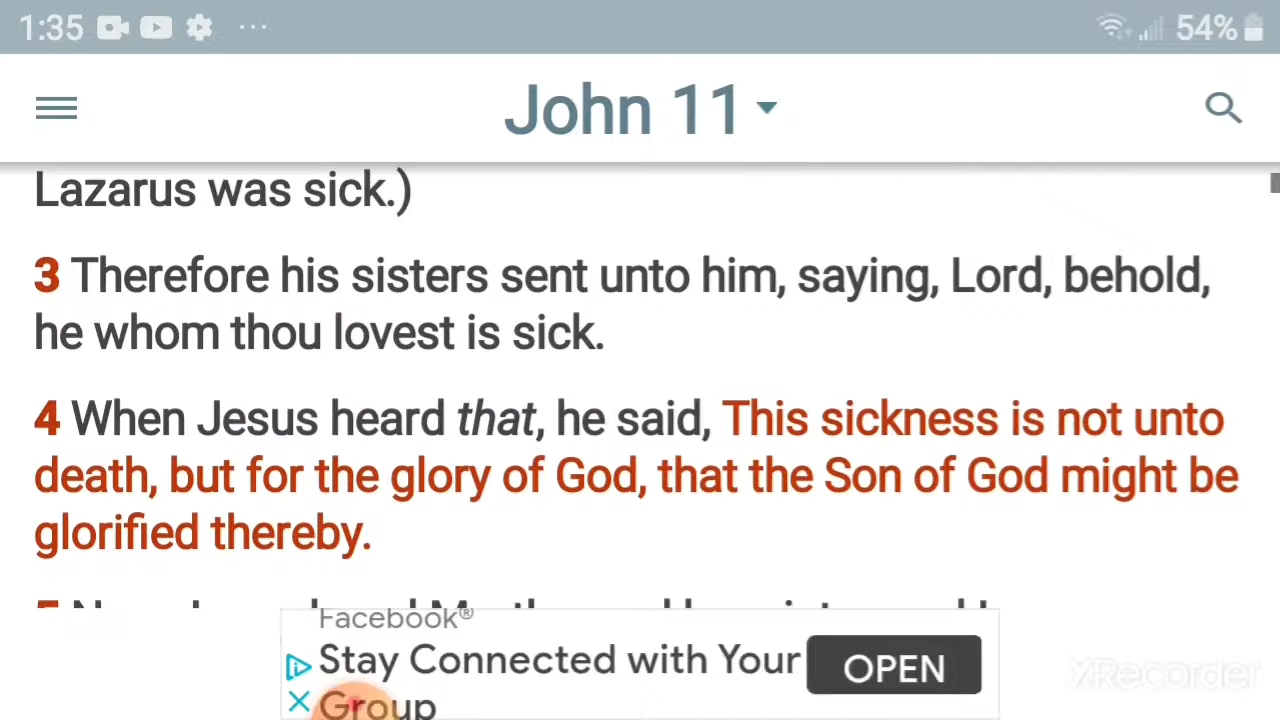 1:35 ... 54%
John 11
Lazarus was sick.)
3 Therefore his sisters sent unto him, saying, Lord, behold,
he whom thou lovest is sick.
4 When Jesus heard that, he said, This sickness is not unto
death, but for the glory of God, that the Son of God might be
glorified thereby.
Facebook®
Stay Connected with Your
Group
OPEN
XRecorder